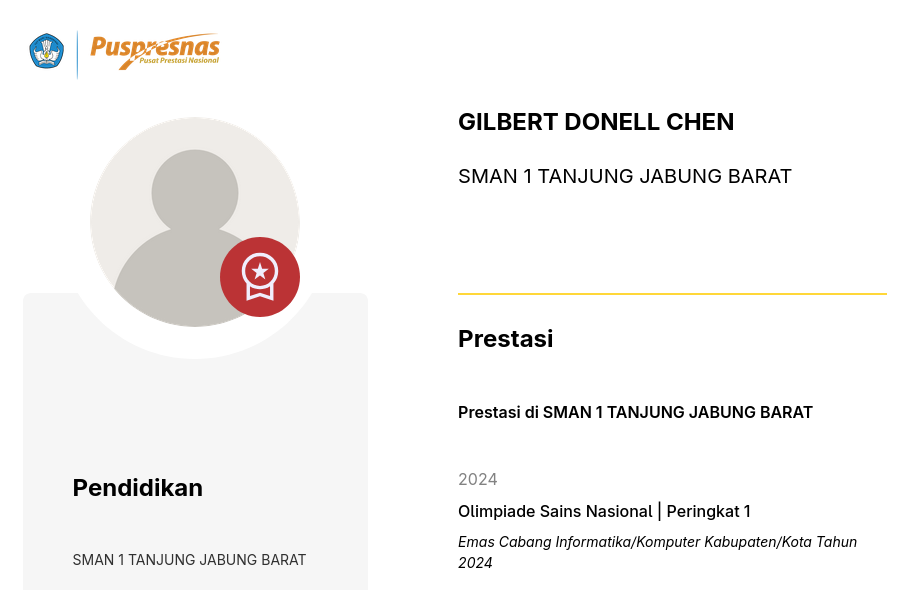 Puspresnas
Pusat Prestasi Nasional
GILBERT DONELL CHEN
SMAN 1 TANJUNG JABUNG BARAT
Prestasi
Prestasi di SMAN 1 TANJUNG JABUNG BARAT
2024
Olimpiade Sains Nasional | Peringkat 1
Emas Cabang Informatika/Komputer Kabupaten/Kota Tahun
2024
Pendidikan
SMAN 1 TANJUNG JABUNG BARAT